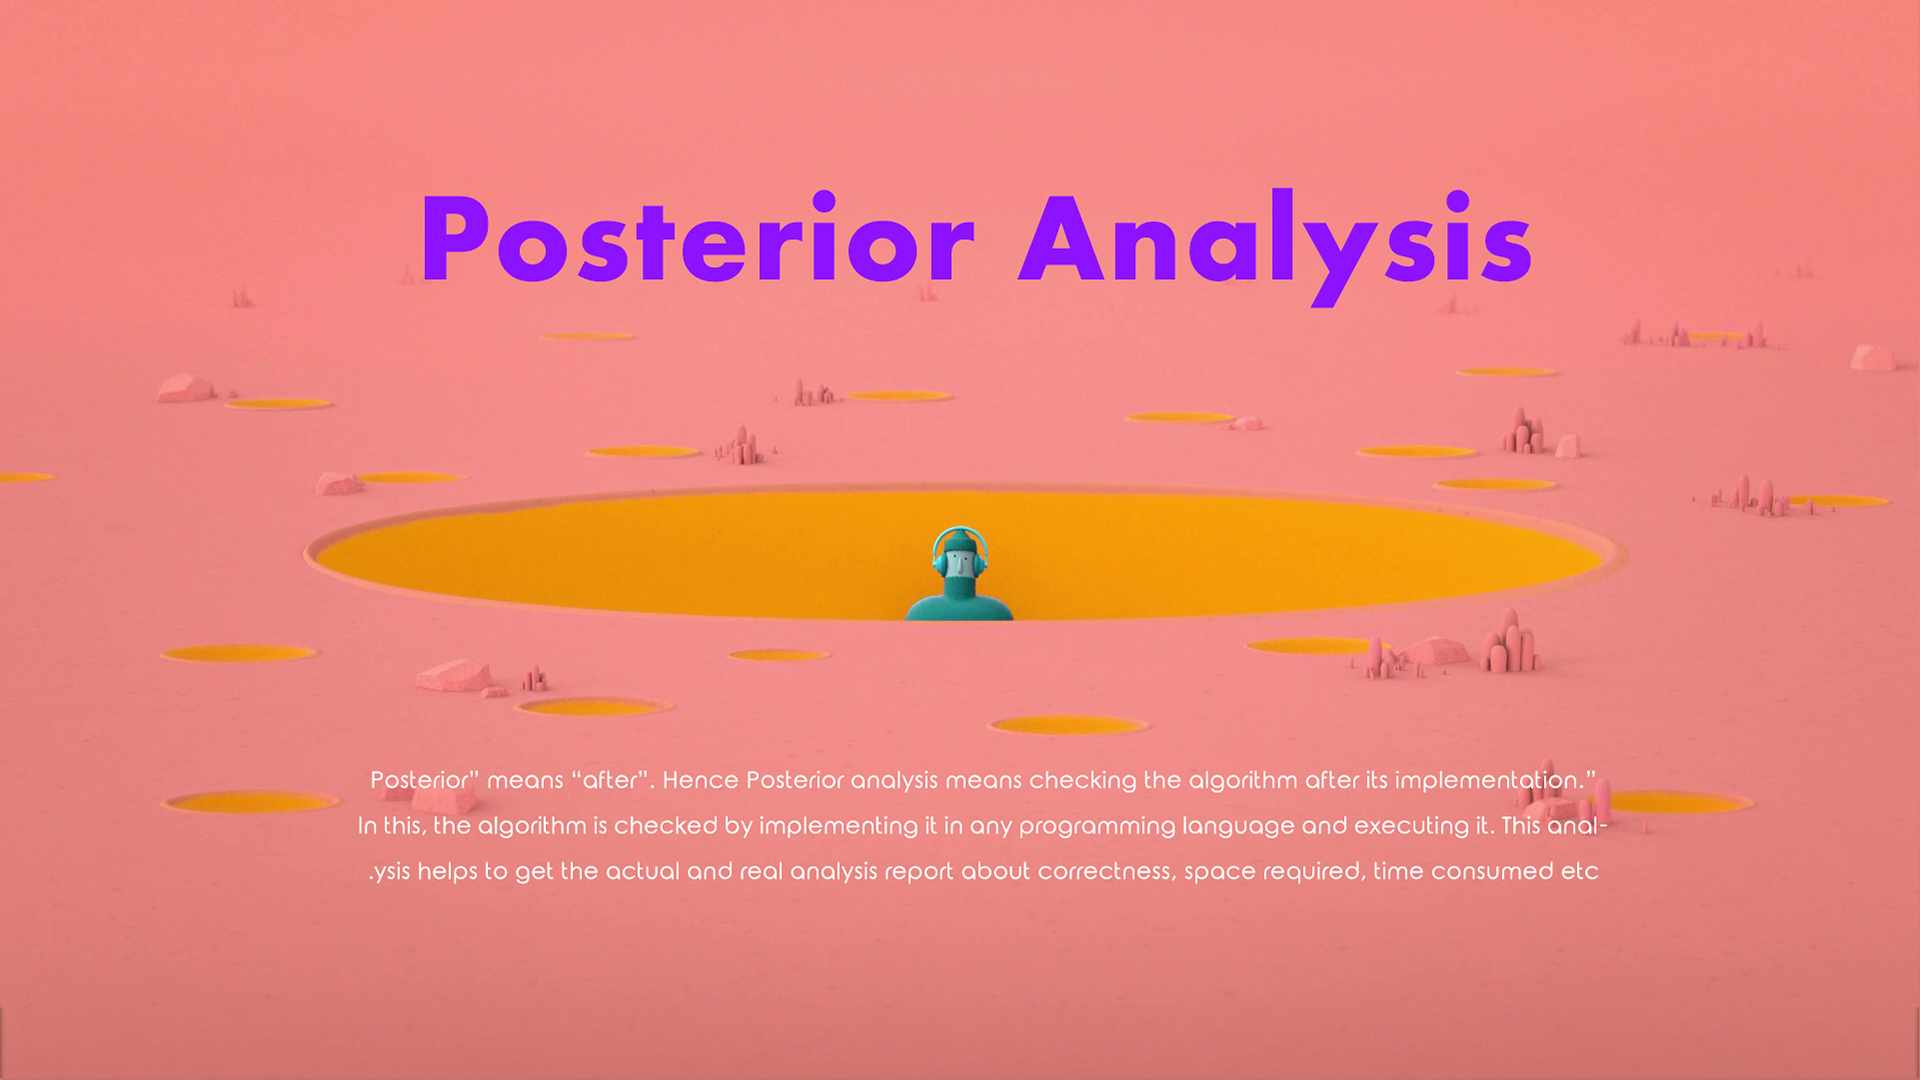 Posterior Analysis
Posterior” means “after”. Hence Posterior analysis means checking the algorithm after its implementation.”
In this, the algorithm is checked by implementing it in any programming language and executing it. This anal-
.ysis helps to get the actual and real analysis report about correctness, space required, time consumed etc